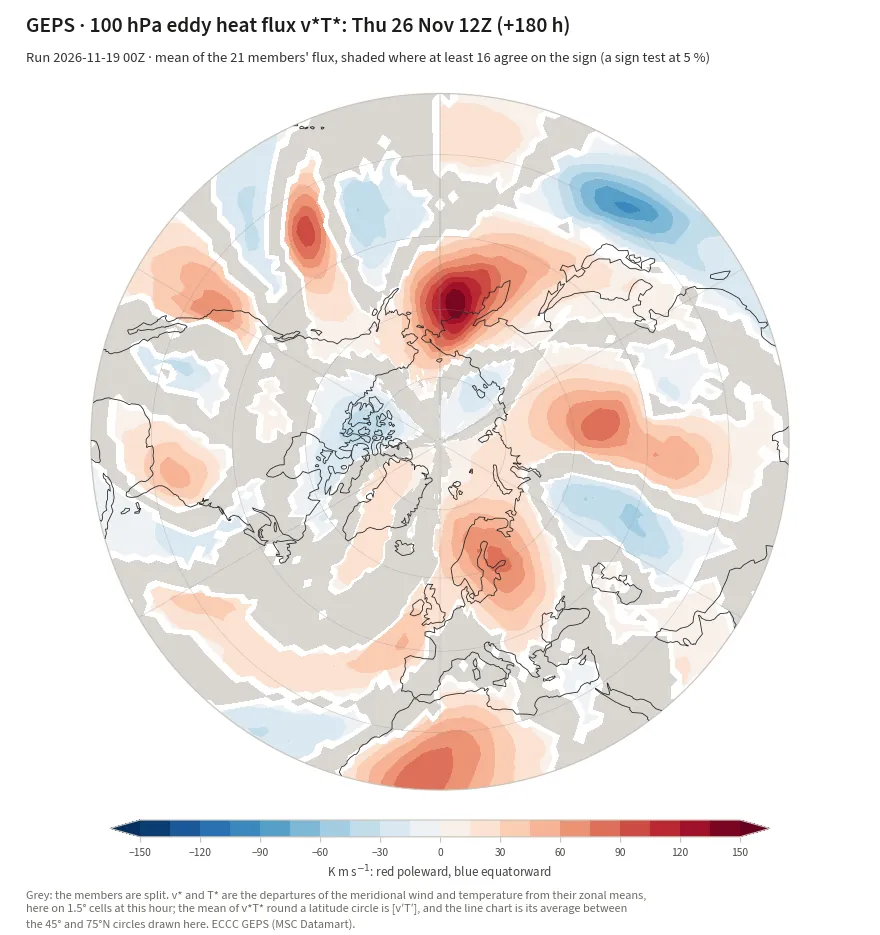 GEPS · 100 hPa eddy heat flux v*T*: Thu 26 Nov 12Z (+180 h)
Run 2026-11-19 00Z · mean of the 21 members' flux, shaded where at least 16 agree on the sign (a sign test at 5 %)
−150 −120 −90 −60 −30 0 30 60 90 120 150
K m s⁻¹: red poleward, blue equatorward
Grey: the members are split. v* and T* are the departures of the meridional wind and temperature from their zonal means,
here on 1.5° cells at this hour; the mean of v*T* round a latitude circle is [v'T'], and the line chart is its average between
the 45° and 75°N circles drawn here. ECCC GEPS (MSC Datamart).